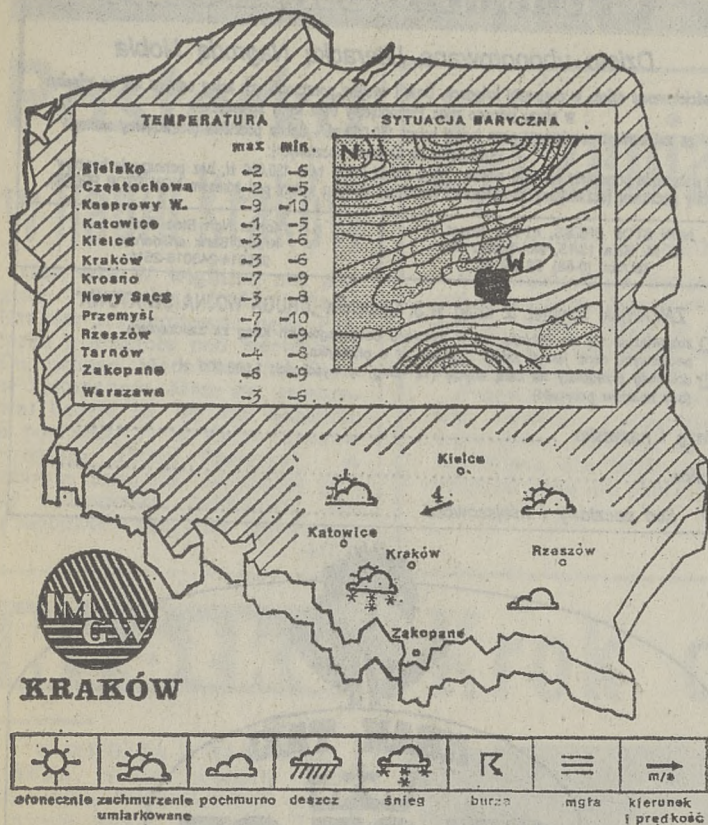 TEMPERATURA
max min.
Bielsko -2 -6
Częstochowa -2 -5
Kasprowy W. -9 -10
Katowice -1 -5
Kielce -3 -6
Kraków -3 -6
Krosno -7 -9
Nowy Sącz -3 -8
Przemyśl -7 -10
Rzeszów -7 -9
Tarnów -4 -8
Zakopane -6 -9
Warszawa -3 -6
SYTUACJA BARYCZNA
N
W
Kielce
4
Katowice
Kraków
Rzeszów
Zakopane
IM
GW
KRAKÓW
m/s
słonecznie zachmurzenie umiarkowane pochmurno deszcz śnieg burza mgła kierunek i prędkość